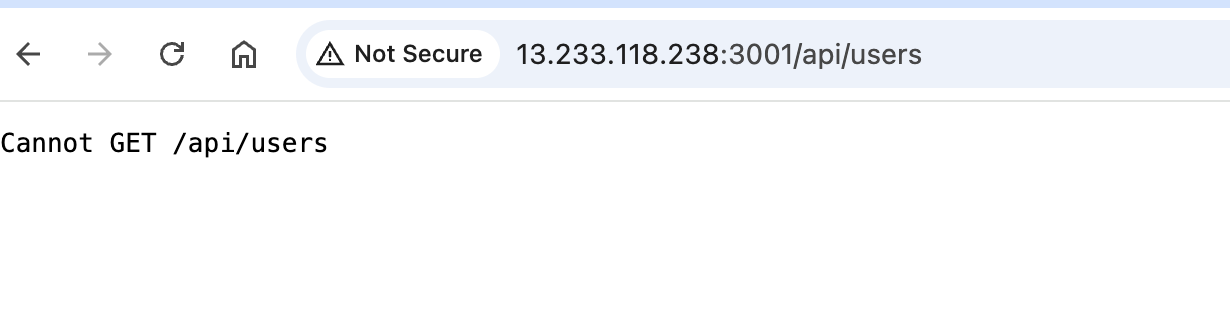 Not Secure 13.233.118.238:3001/api/users
Cannot GET /api/users